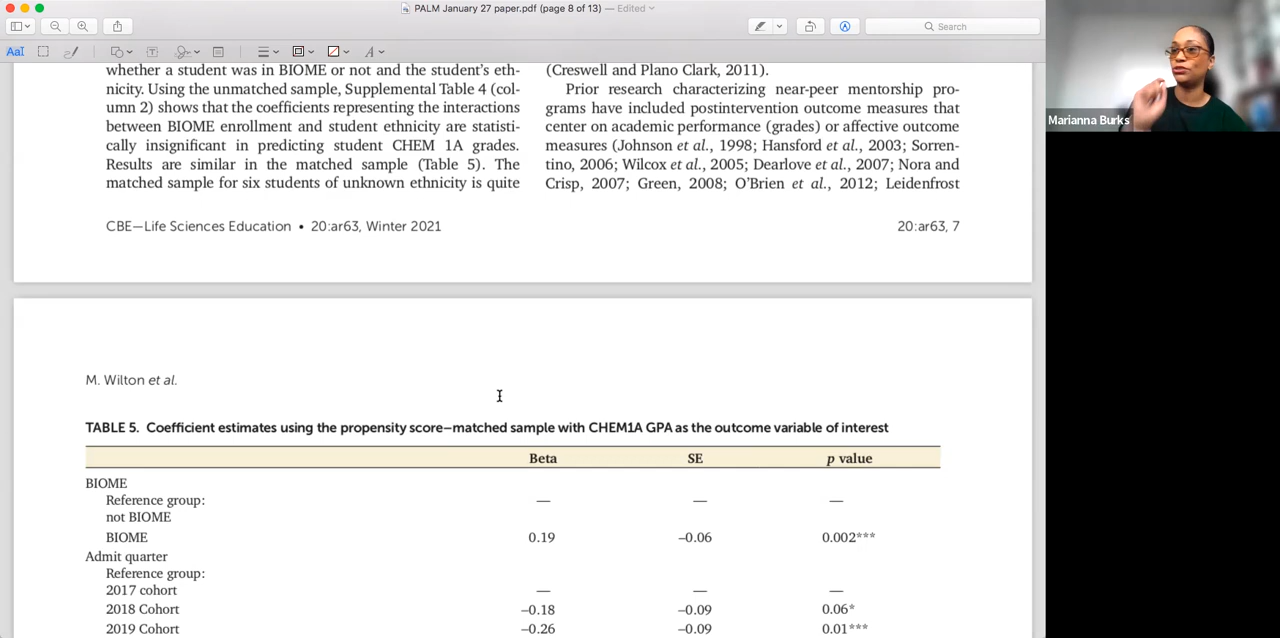 PALM January 27 paper.pdf (page 8 of 13) — Edited
Search
AaI
A
Marianna Burks
whether a student was in BIOME or not and the student's eth-
nicity. Using the unmatched sample, Supplemental Table 4 (col-
umn 2) shows that the coefficients representing the interactions
between BIOME enrollment and student ethnicity are statisti-
cally insignificant in predicting student CHEM 1A grades.
Results are similar in the matched sample (Table 5). The
matched sample for six students of unknown ethnicity is quite
(Creswell and Plano Clark, 2011).
Prior research characterizing near-peer mentorship pro-
grams have included postintervention outcome measures that
center on academic performance (grades) or affective outcome
measures (Johnson et al., 1998; Hansford et al., 2003; Sorren-
tino, 2006; Wilcox et al., 2005; Dearlove et al., 2007; Nora and
Crisp, 2007; Green, 2008; O'Brien et al., 2012; Leidenfrost
CBE—Life Sciences Education • 20:ar63, Winter 2021
20:ar63, 7
M. Wilton et al.
TABLE 5. Coefficient estimates using the propensity score–matched sample with CHEM1A GPA as the outcome variable of interest
Beta SE p value
BIOME
Reference group: — — —
not BIOME
BIOME 0.19 –0.06 0.002***
Admit quarter
Reference group:
2017 cohort — — —
2018 Cohort –0.18 –0.09 0.06*
2019 Cohort –0.26 –0.09 0.01***